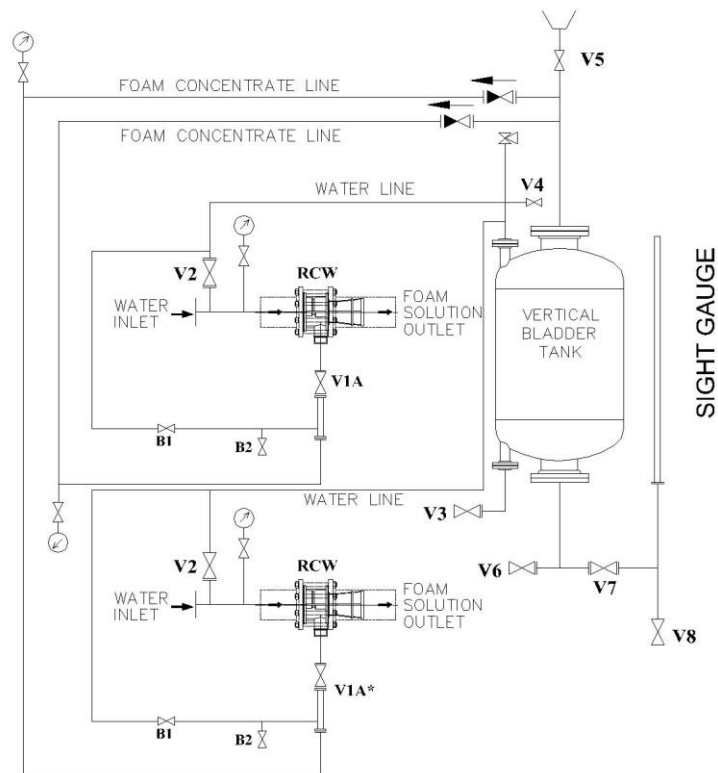 V5
FOAM CONCENTRATE LINE
FOAM CONCENTRATE LINE
WATER LINE
V4
V2
RCW
WATER
INLET
FOAM
SOLUTION
OUTLET
VERTICAL
BLADDER
TANK
SIGHT GAUGE
V1A
B1
B2
WATER LINE
V3
V2
RCW
V6
V7
WATER
INLET
FOAM
SOLUTION
OUTLET
V8
V1A*
B1
B2